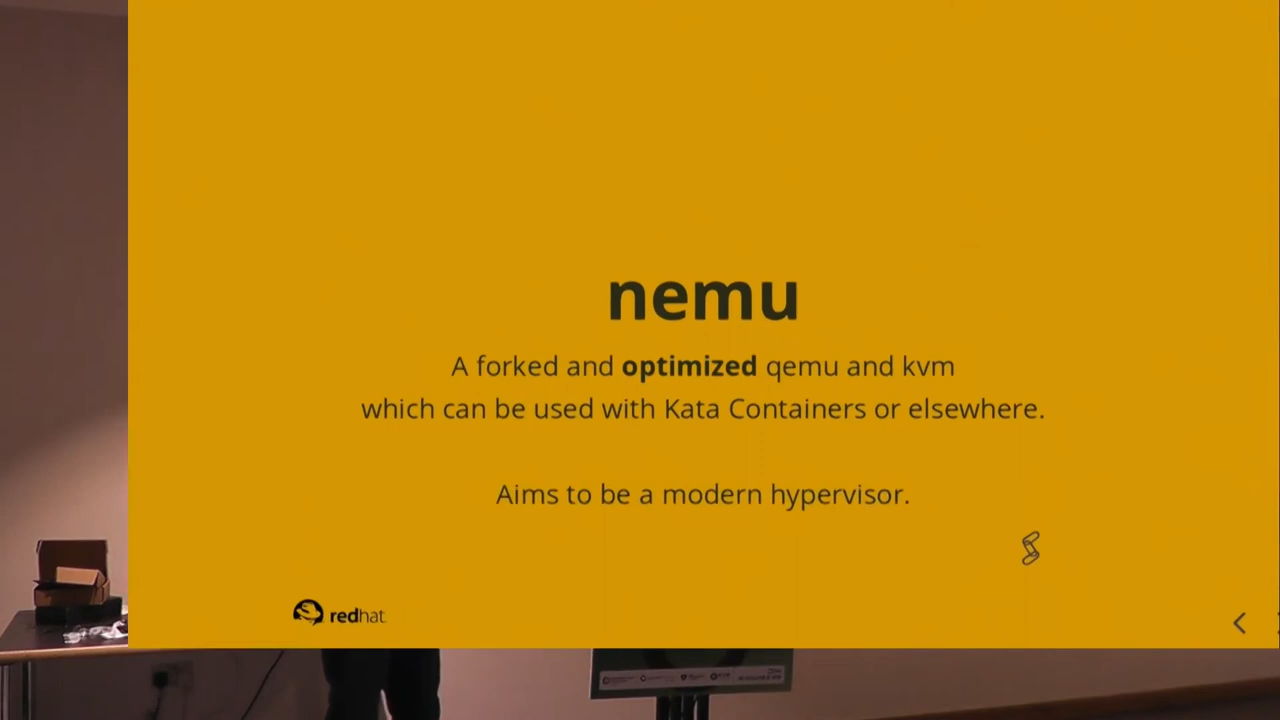 nemu
A forked and optimized qemu and kvm
which can be used with Kata Containers or elsewhere.
Aims to be a modern hypervisor.
redhat